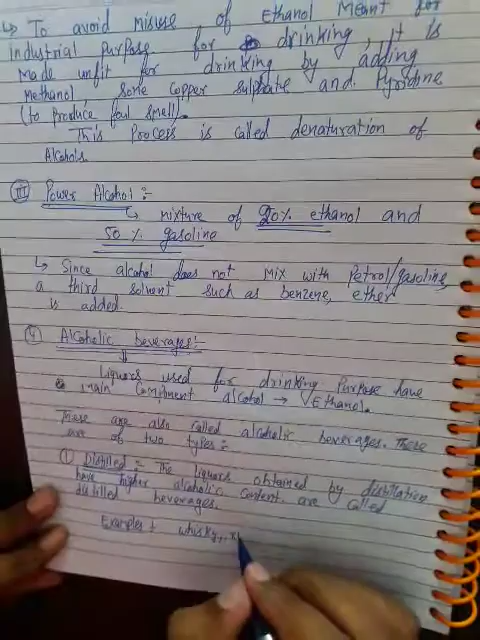 ↳ To avoid misuse of Ethanol Meant for
industrial Purpose for drinking, it is
made unfit for drinking by adding
Methanol, some copper sulphate and Pyridine
(to produce foul smell).
This Process is called denaturation of
Alcohols
III Power Alcohol :-
↳ mixture of 20% ethanol and
50 % gasoline
↳ Since alcohol does not mix with Petrol/gasoline,
a third solvent such as benzene, ether
is added.
④ Alcoholic beverages:
Liquors used for drinking Purpose have
main alcohol → Ethanol.
These are also called alcoholic beverages. These
are of two types :-
① Distilled :- The liquors obtained by distillation
have higher alcoholic content are called
distilled beverages.
Examples :- whisky,